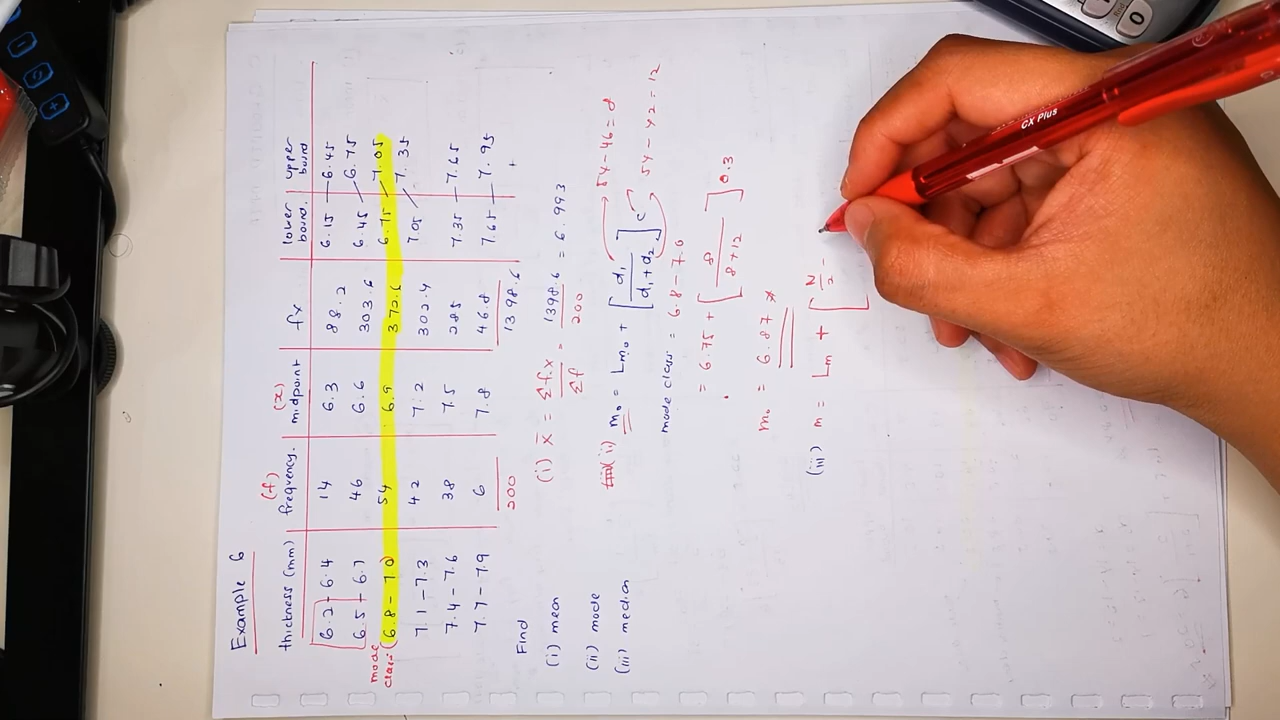 Example 6
thickness (mm) (f) frequency. (x) midpoint fx lower bound. upper bound
6.2 - 6.4 14 6.3 88.2 6.15 - 6.45
6.5 - 6.7 46 6.6 303.6 6.45 6.75
mode class (6.8 - 7.0) 54 6.9 372.6 6.75 7.05
7.1 - 7.3 42 7.2 302.4 7.05 7.35
7.4 - 7.6 38 7.5 285 7.35 - 7.65
7.7 - 7.9 6 7.8 46.8 7.65 - 7.95
200 1398.6
Find
(i) mean
(ii) mode
(iii) median
(i) x̄ = Σfx / Σf = 1398.6 / 200 = 6.993
(ii) mo = Lmo + [d1 / (d1 + d2)] c
54 - 46 = 8
54 - 42 = 12
mode class = 6.8 - 7.0
= 6.75 + [8 / (8 + 12)] 0.3
mo = 6.87
(iii) m = Lm + [N/2 -
CX Plus
0